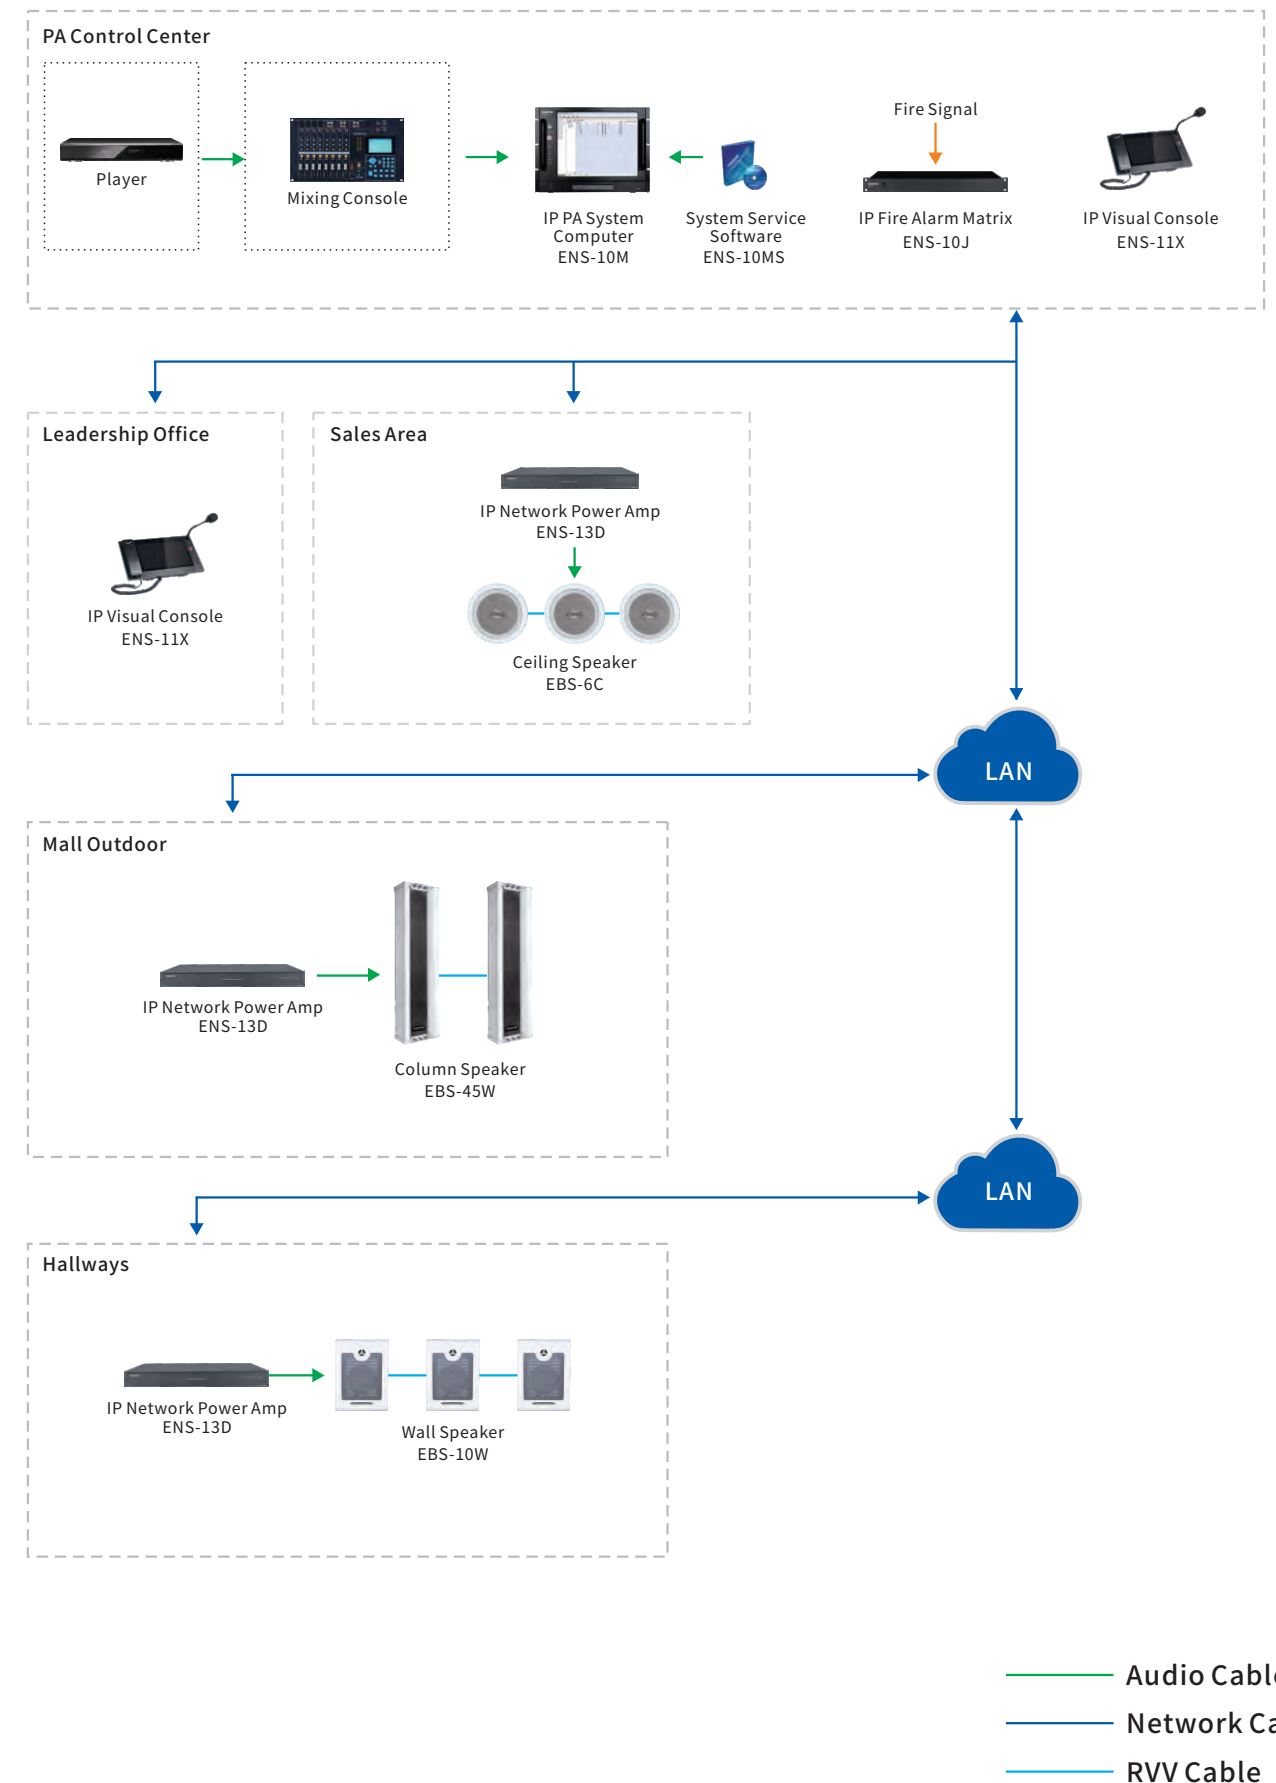 PA Control Center
Player
Mixing Console
IP PA System
Computer
ENS-10M
System Service
Software
ENS-10MS
Fire Signal
IP Fire Alarm Matrix
ENS-10J
IP Visual Console
ENS-11X
Leadership Office
IP Visual Console
ENS-11X
Sales Area
IP Network Power Amp
ENS-13D
Ceiling Speaker
EBS-6C
LAN
Mall Outdoor
IP Network Power Amp
ENS-13D
Column Speaker
EBS-45W
LAN
Hallways
IP Network Power Amp
ENS-13D
Wall Speaker
EBS-10W
Audio Cable
Network Ca
RVV Cable